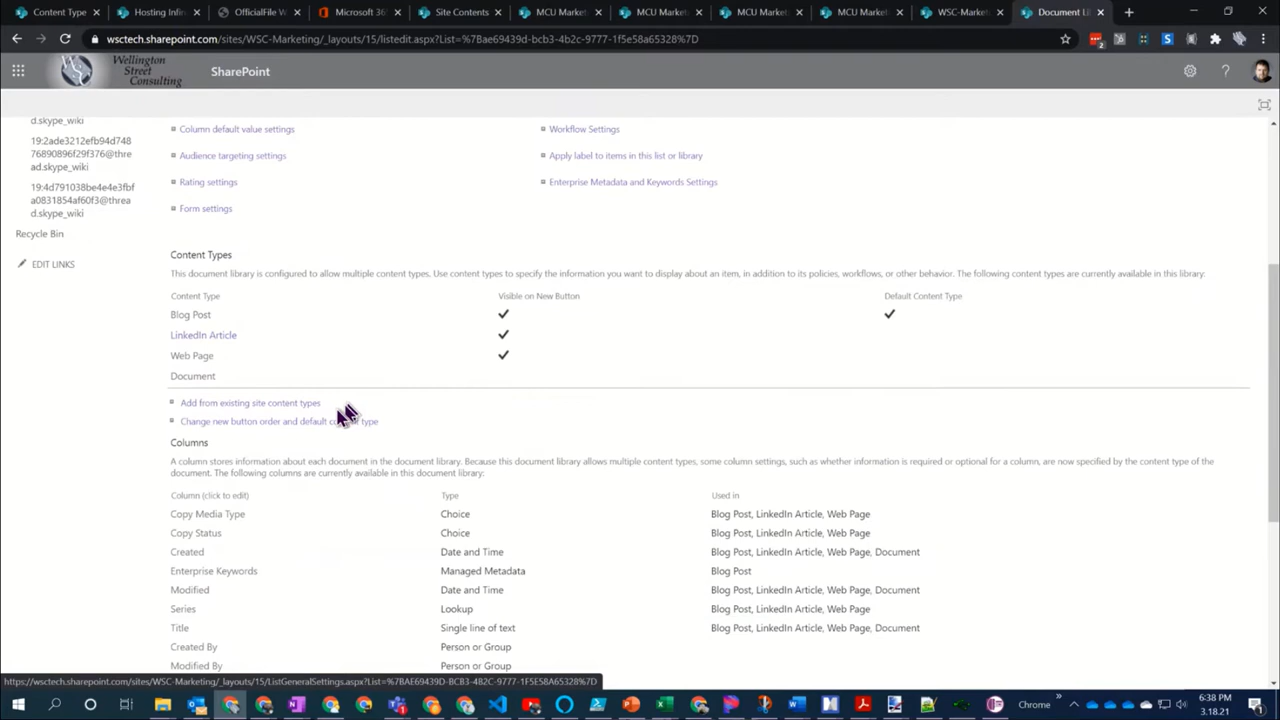 Content Type
Hosting Infi
OfficialFile W
Microsoft 36
Site Contents
MCU Market
MCU Market
MCU Market
MCU Market
WSC-Market
Document Li
wsctech.sharepoint.com/sites/WSC-Marketing/_layouts/15/listedit.aspx?List=%7Bae69439d-bcb3-4b2c-9777-1f5e58a65328%7D
Wellington
Street
Consulting
SharePoint
d.skype_wiki
19:2ade3212efb94d748
76890896f29f376@thre
ad.skype_wiki
19:4d791038be4e4e3fbf
a0831854af60f3@threa
d.skype_wiki
Recycle Bin
EDIT LINKS
Column default value settings
Workflow Settings
Audience targeting settings
Apply label to items in this list or library
Rating settings
Enterprise Metadata and Keywords Settings
Form settings
Content Types
This document library is configured to allow multiple content types. Use content types to specify the information you want to display about an item, in addition to its policies, workflows, or other behavior. The following content types are currently available in this library:
Content Type
Visible on New Button
Default Content Type
Blog Post
LinkedIn Article
Web Page
Document
Add from existing site content types
Change new button order and default type
Columns
A column stores information about each document in the document library. Because this document library allows multiple content types, some column settings, such as whether information is required or optional for a column, are now specified by the content type of the
document. The following columns are currently available in this document library:
Column (click to edit)
Type
Used in
Copy Media Type
Choice
Blog Post, LinkedIn Article, Web Page
Copy Status
Choice
Blog Post, LinkedIn Article, Web Page
Created
Date and Time
Blog Post, LinkedIn Article, Web Page, Document
Enterprise Keywords
Managed Metadata
Blog Post
Modified
Date and Time
Blog Post, LinkedIn Article, Web Page, Document
Series
Lookup
Blog Post, LinkedIn Article, Web Page
Title
Single line of text
Blog Post, LinkedIn Article, Web Page, Document
Created By
Person or Group
Modified By
Person or Group
https://wsctech.sharepoint.com/sites/WSC-Marketing/_layouts/15/ListGeneralSettings.aspx?List=%7BAE69439D-BCB3-4B2C-9777-1F5E58A65328%7D
Chrome
6:38 PM
3.18.21